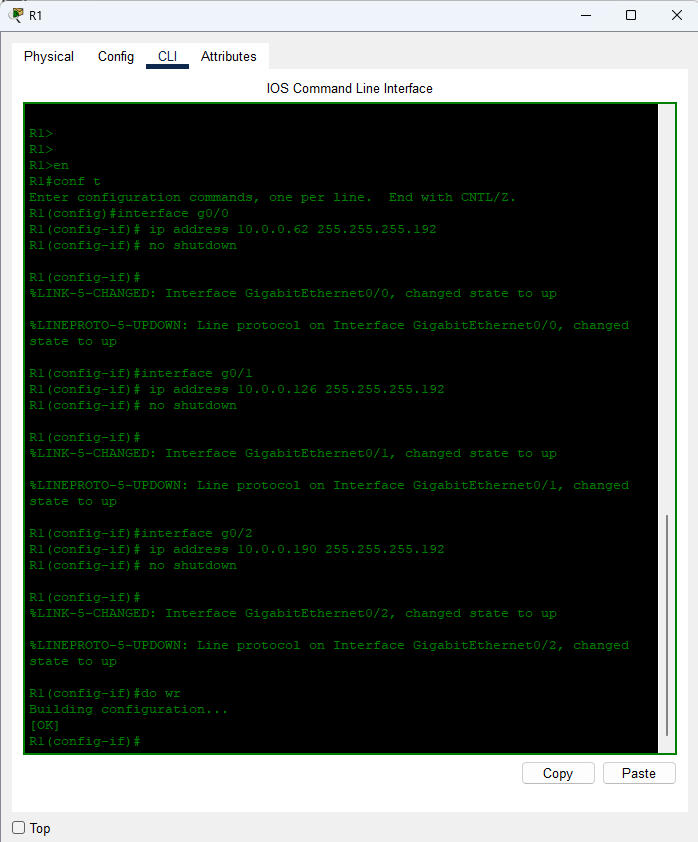 R1
Physical Config CLI Attributes
IOS Command Line Interface
R1>
R1>
R1>en
R1#conf t
Enter configuration commands, one per line.  End with CNTL/Z.
R1(config)#interface g0/0
R1(config-if)# ip address 10.0.0.62 255.255.255.192
R1(config-if)# no shutdown
R1(config-if)#
%LINK-5-CHANGED: Interface GigabitEthernet0/0, changed state to up
%LINEPROTO-5-UPDOWN: Line protocol on Interface GigabitEthernet0/0, changed
state to up
R1(config-if)#interface g0/1
R1(config-if)# ip address 10.0.0.126 255.255.255.192
R1(config-if)# no shutdown
R1(config-if)#
%LINK-5-CHANGED: Interface GigabitEthernet0/1, changed state to up
%LINEPROTO-5-UPDOWN: Line protocol on Interface GigabitEthernet0/1, changed
state to up
R1(config-if)#interface g0/2
R1(config-if)# ip address 10.0.0.190 255.255.255.192
R1(config-if)# no shutdown
R1(config-if)#
%LINK-5-CHANGED: Interface GigabitEthernet0/2, changed state to up
%LINEPROTO-5-UPDOWN: Line protocol on Interface GigabitEthernet0/2, changed
state to up
R1(config-if)#do wr
Building configuration...
[OK]
R1(config-if)#
Copy Paste
Top